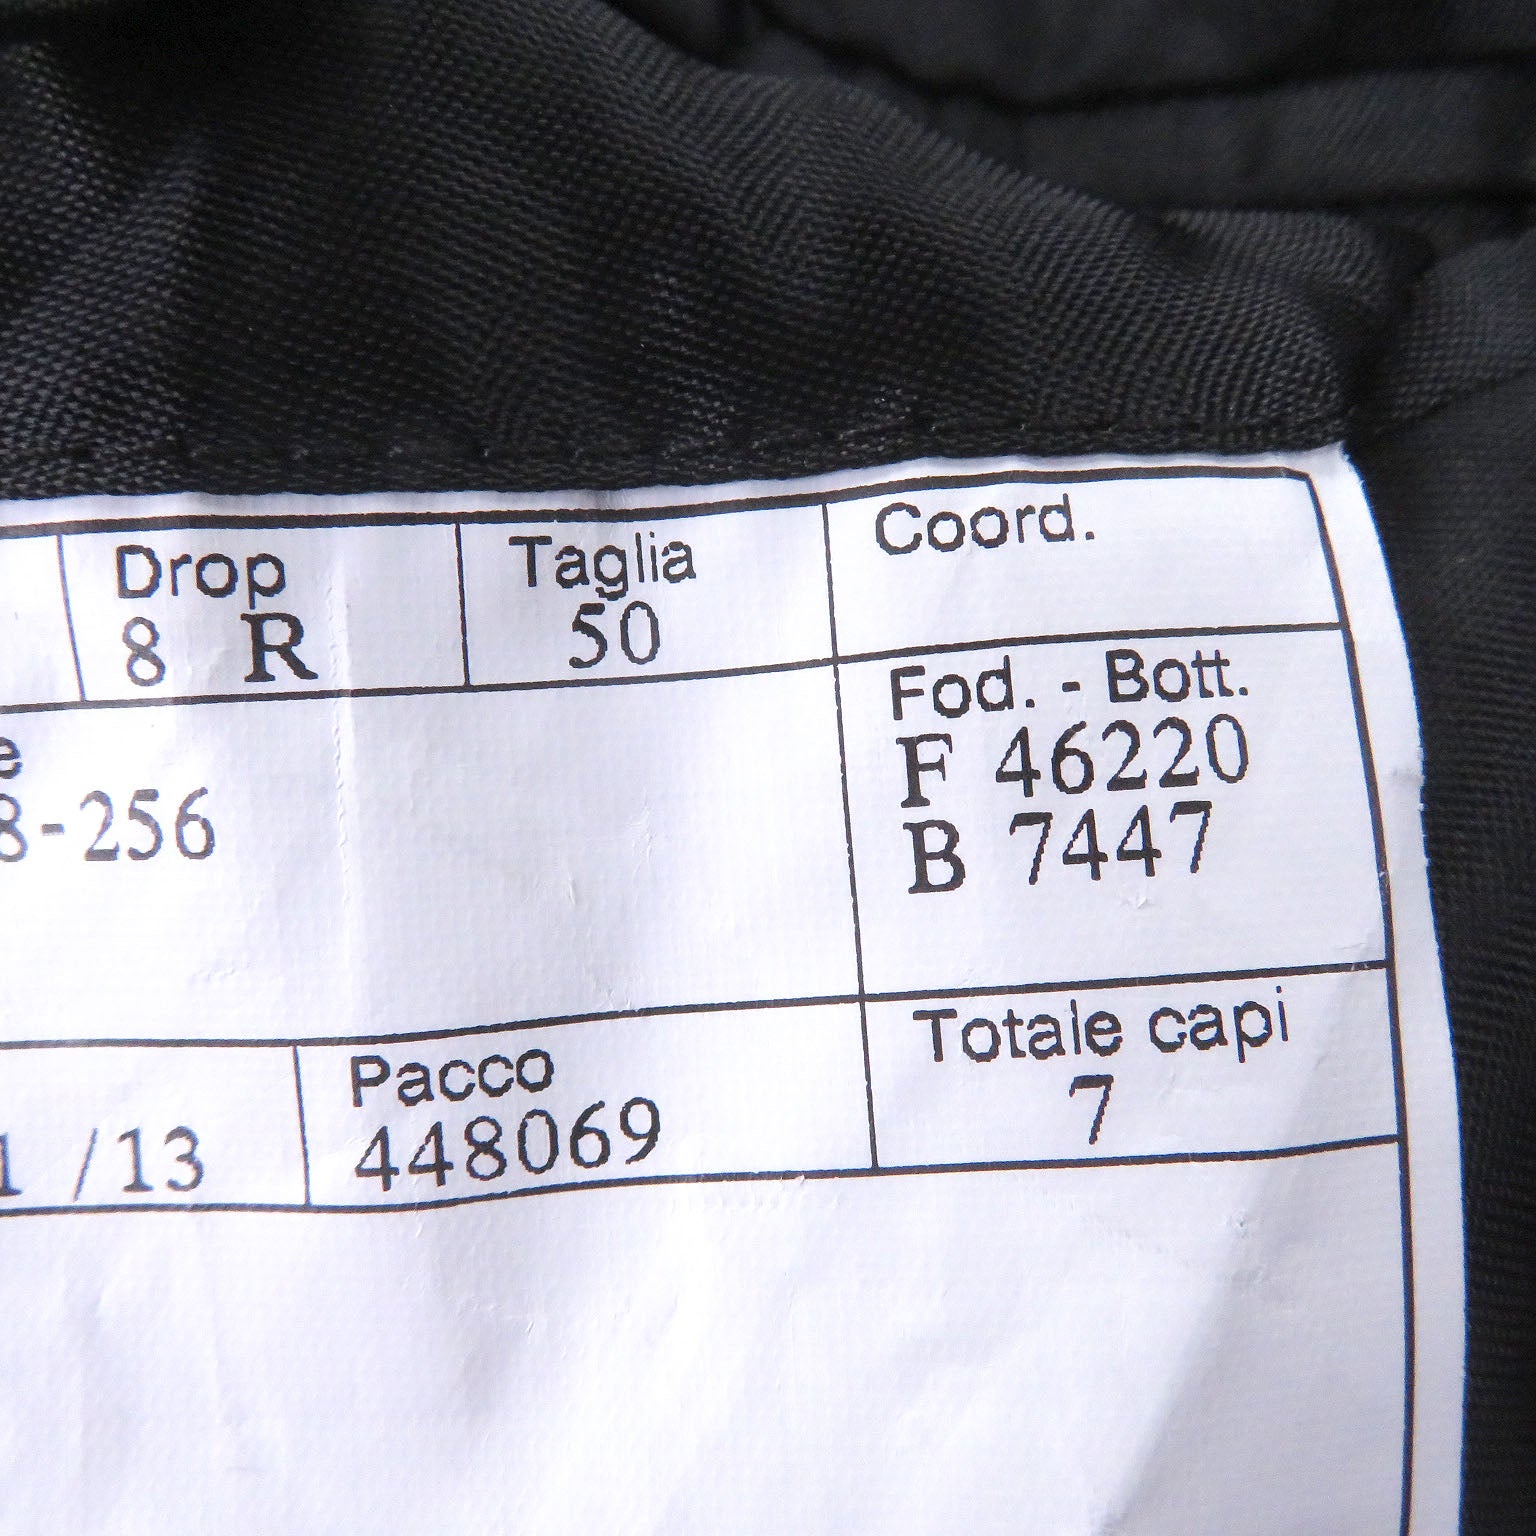 Drop
8 R
Taglia
50
Coord.
Fod. - Bott.
F 46220
B 7447
e
8-256
1 /13
Pacco
448069
Totale capi
7